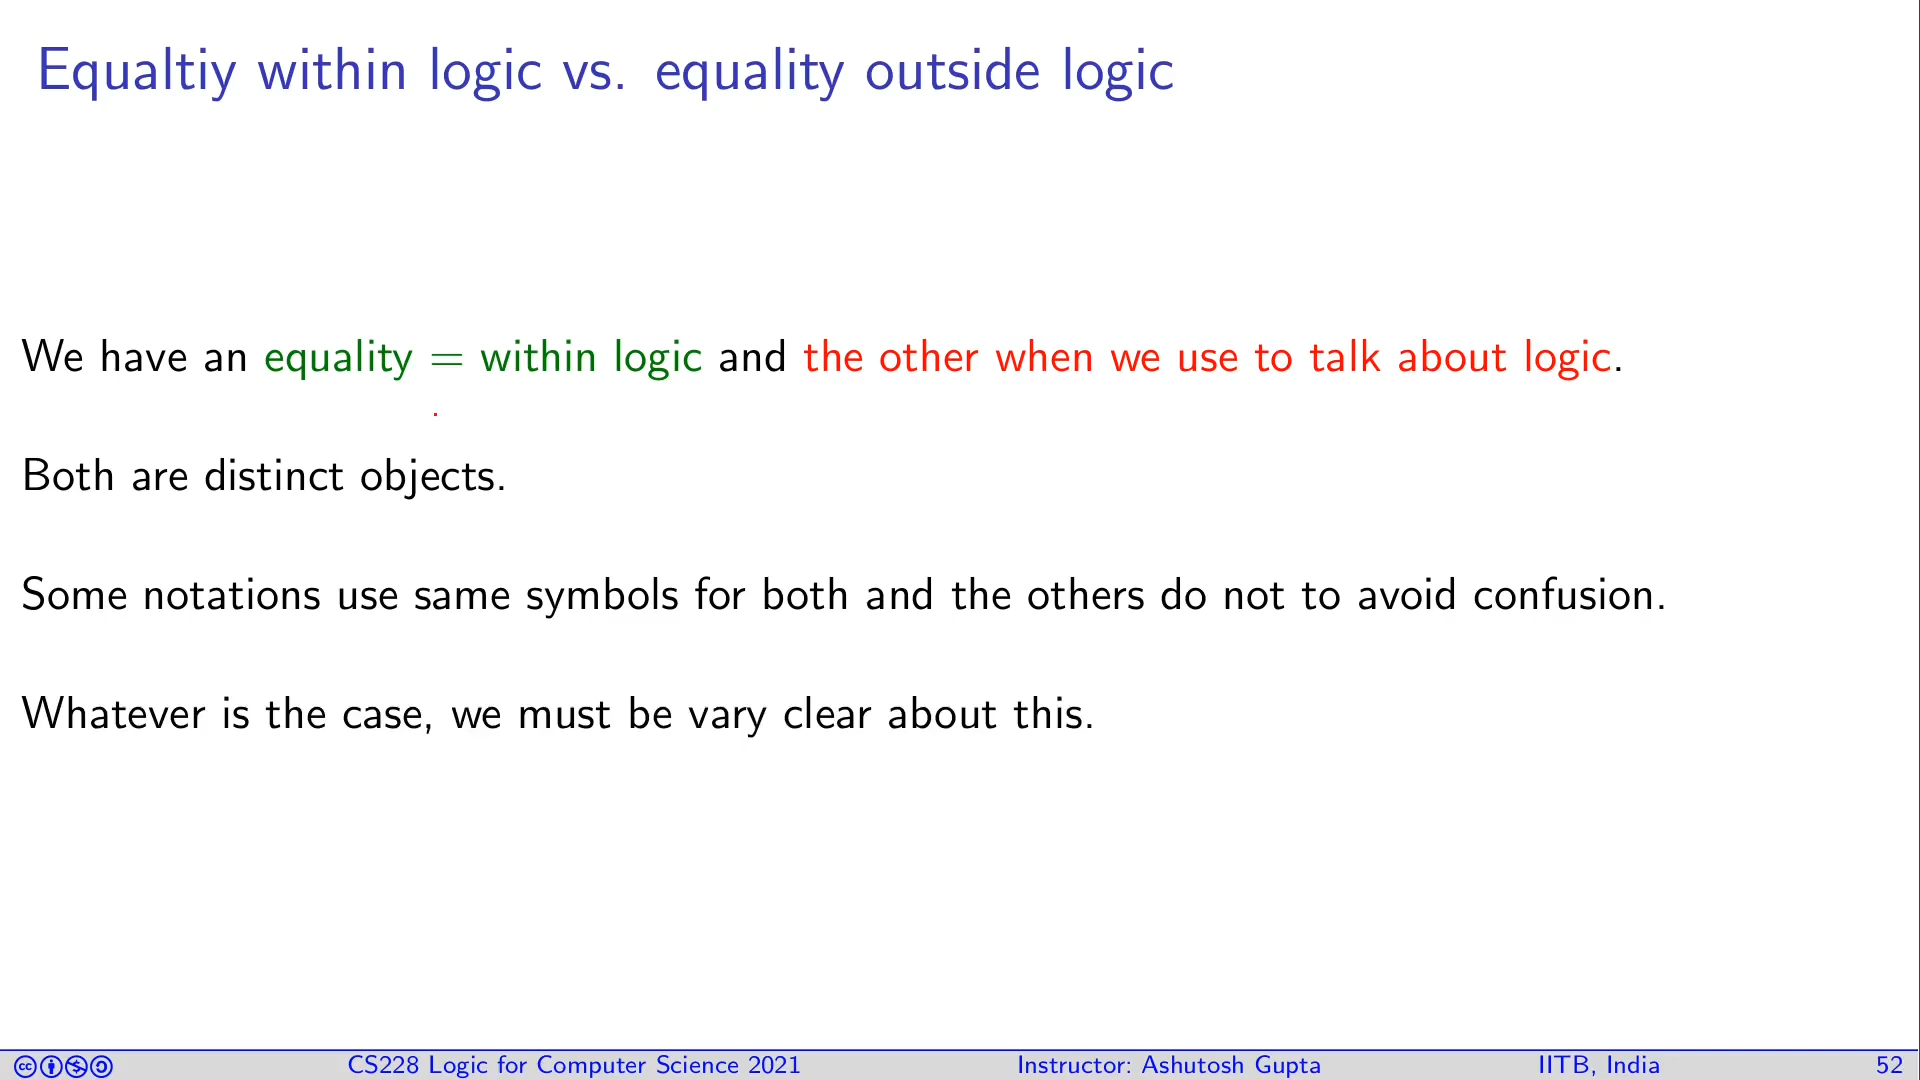 Equaltiy within logic vs. equality outside logic
We have an equality = within logic and the other when we use to talk about logic.
Both are distinct objects.
Some notations use same symbols for both and the others do not to avoid confusion.
Whatever is the case, we must be vary clear about this.
CS228 Logic for Computer Science 2021 Instructor: Ashutosh Gupta IITB, India 52